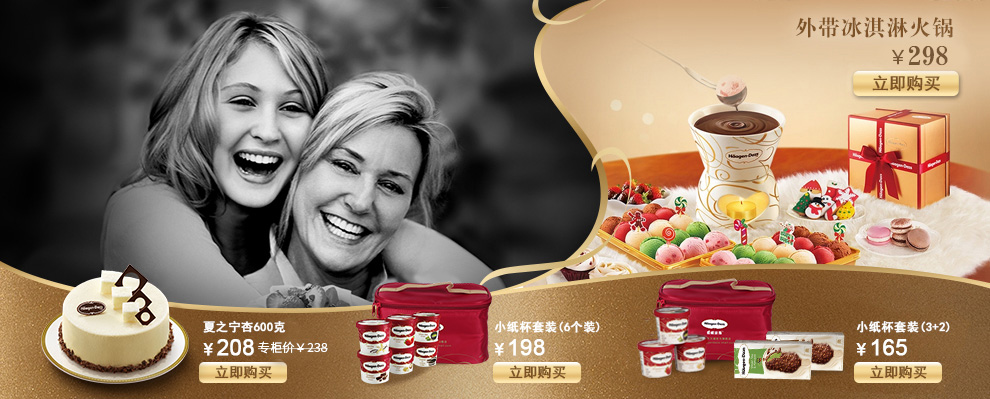 外带冰淇淋火锅
¥298
立即购买
Häagen-Dazs
夏之宁杏600克
¥208 专柜价¥238
立即购买
小纸杯套装(6个装)
¥198
立即购买
小纸杯套装(3+2)
¥165
立即购买